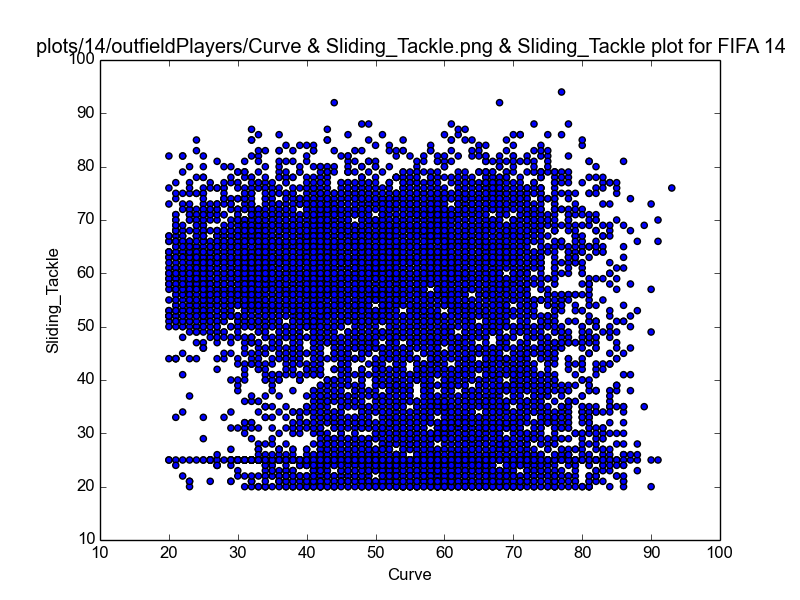 plots/14/outfieldPlayers/Curve & Sliding_Tackle.png & Sliding_Tackle plot for FIFA 14
100
90
80
70
60
50
40
30
20
10
Sliding_Tackle
10 20 30 40 50 60 70 80 90 100
Curve